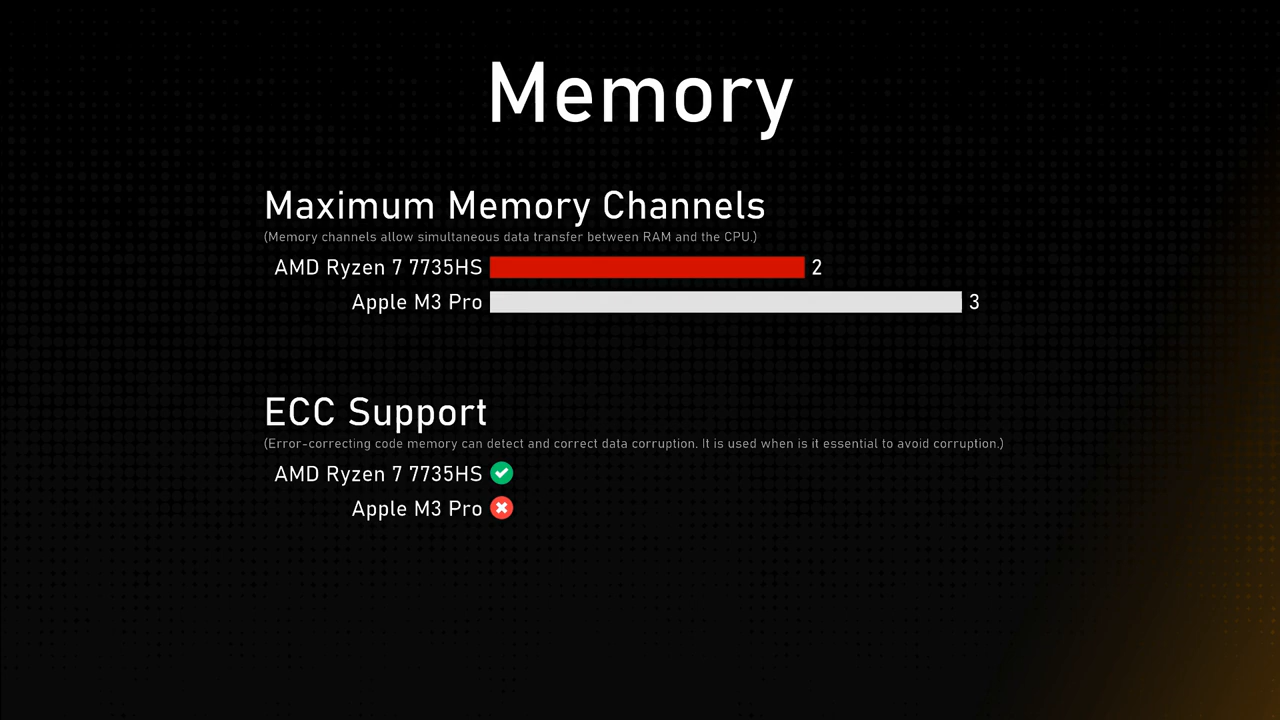 Memory
Maximum Memory Channels
(Memory channels allow simultaneous data transfer between RAM and the CPU.)
AMD Ryzen 7 7735HS 2
Apple M3 Pro 3
ECC Support
(Error-correcting code memory can detect and correct data corruption. It is used when is it essential to avoid corruption.)
AMD Ryzen 7 7735HS
Apple M3 Pro